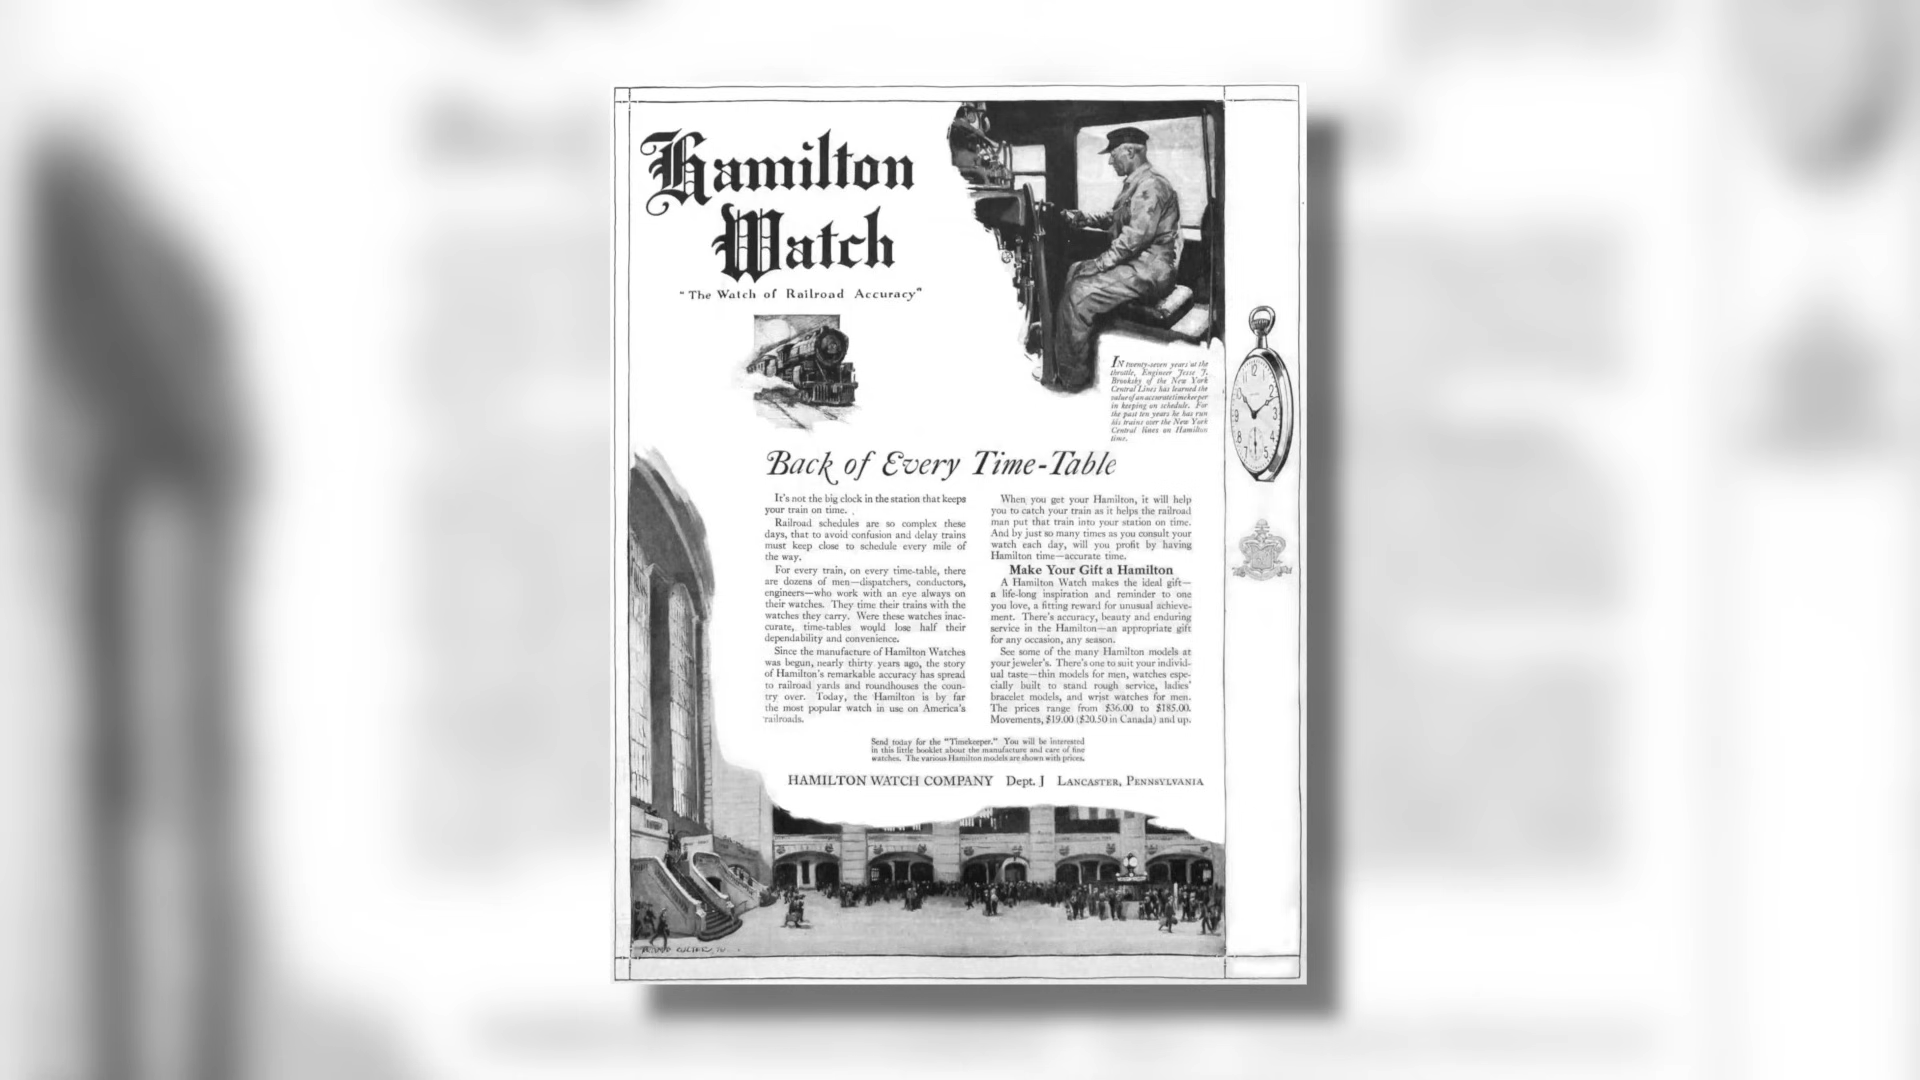 Hamilton
Watch
"The Watch of Railroad Accuracy"
IN twenty-seven years at the
throttle, Engineer Jesse J.
Brooksby of the New York
Central Lines has learned the
value of an accurate timekeeper
in keeping on schedule. For
the past ten years he has run
his trains over the New York
Central lines on Hamilton
time.
Back of Every Time-Table
It's not the big clock in the station that keeps
your train on time.
Railroad schedules are so complex these
days, that to avoid confusion and delay trains
must keep close to schedule every mile of
the way.
For every train, on every time-table, there
are dozens of men—dispatchers, conductors,
engineers—who work with an eye always on
their watches. They time their trains with the
watches they carry. Were these watches inac-
curate, time-tables would lose half their
dependability and convenience.
Since the manufacture of Hamilton Watches
was begun, nearly thirty years ago, the story
of Hamilton's remarkable accuracy has spread
to railroad yards and roundhouses the coun-
try over. Today, the Hamilton is by far
the most popular watch in use on America's
railroads.
When you get your Hamilton, it will help
you to catch your train as it helps the railroad
man put that train into your station on time.
And by just so many times as you consult your
watch each day, will you profit by having
Hamilton time—accurate time.
Make Your Gift a Hamilton
A Hamilton Watch makes the ideal gift—
a life-long inspiration and reminder to one
you love, a fitting reward for unusual achieve-
ment. There's accuracy, beauty and enduring
service in the Hamilton—an appropriate gift
for any occasion, any season.
See some of the many Hamilton models at
your jeweler's. There's one to suit your individ-
ual taste—thin models for men, watches espe-
cially built to stand rough service, ladies'
bracelet models, and wrist watches for men.
The prices range from $36.00 to $185.00.
Movements, $19.00 ($20.50 in Canada) and up.
Send today for the "Timekeeper." You will be interested
in this little booklet about the manufacture and care of fine
watches. The various Hamilton models are shown with prices.
HAMILTON WATCH COMPANY Dept. J LANCASTER, PENNSYLVANIA